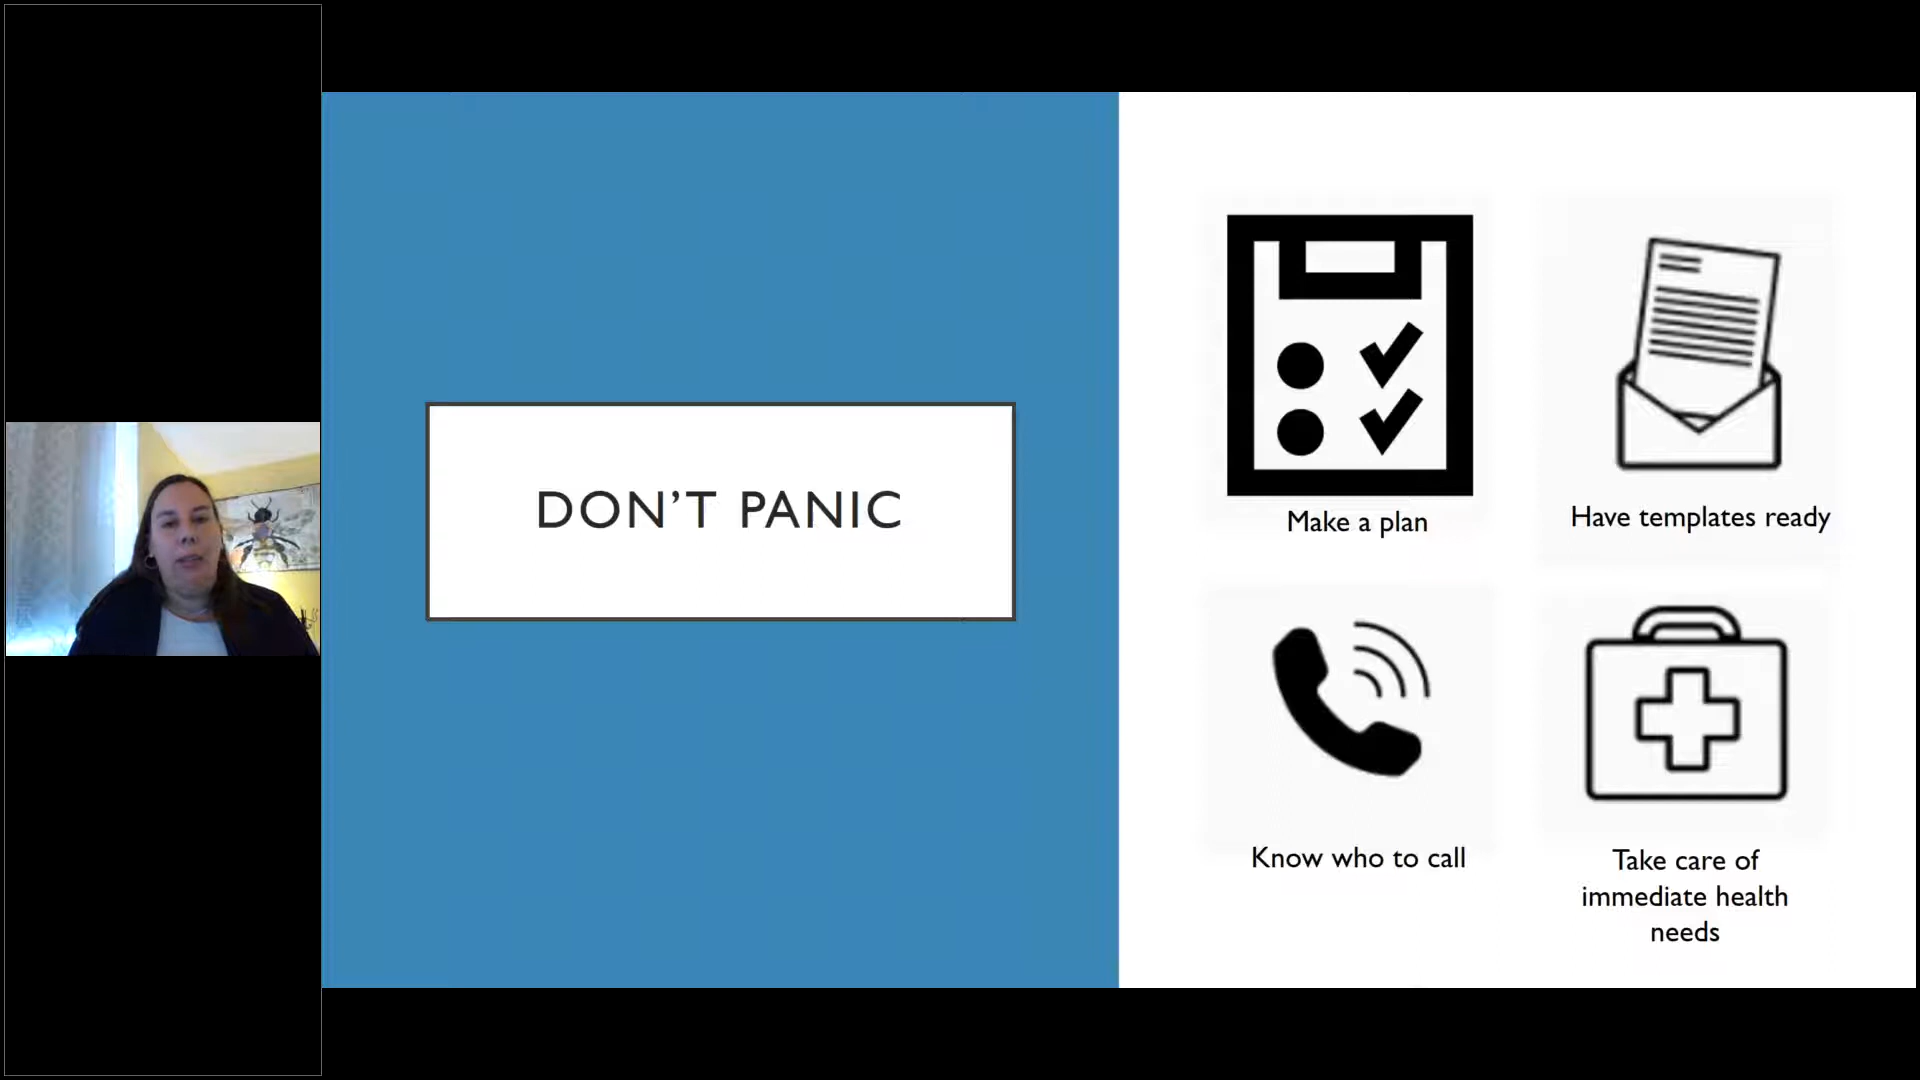 DON’T PANIC
Make a plan
Have templates ready
Know who to call
Take care of
immediate health
needs